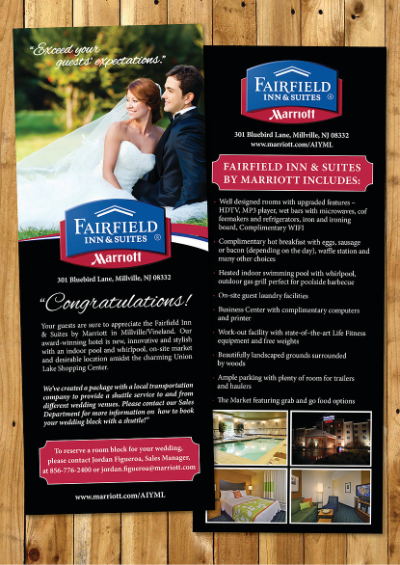 "Exceed your
guests' expectations."
FAIRFIELD
INN & SUITES ®
Marriott
301 Bluebird Lane, Millville, NJ 08332
"Congratulations!
Your guests are sure to appreciate the Fairfield Inn
& Suites by Marriott in Millville/Vineland. Our
award-winning hotel is new, innovative and stylish
with an indoor pool and whirlpool, on-site market
and desirable location amidst the charming Union
Lake Shopping Center.
We've created a package with a local transportation
company to provide a shuttle service to and from
different wedding venues. Please contact our Sales
Department for more information on how to book
your wedding block with a shuttle!"
To reserve a room block for your wedding,
please contact Jordan Figueroa, Sales Manager,
at 856-776-2400 or jordan.figueroa@marriott.com
www.marriott.com/AIYML
FAIRFIELD
INN & SUITES ®
Marriott
301 Bluebird Lane, Millville, NJ 08332
www.marriott.com/AIYML
FAIRFIELD INN & SUITES
BY MARRIOTT INCLUDES:
· Well designed rooms with upgraded features –
HDTV, MP3 player, wet bars with microwaves, cof
feemakers and refrigerators, iron and ironing
board, Complimentary WIFI
· Complimentary hot breakfast with eggs, sausage
or bacon (depending on the day), waffle station and
many other choices
· Heated indoor swimming pool with whirlpool,
outdoor gas grill perfect for poolside barbecue
· On-site guest laundry facilities
· Business Center with complimentary computers
and printer
· Work-out facility with state-of-the-art Life Fitness
equipment and free weights
· Beautifully landscaped grounds surrounded
by woods
· Ample parking with plenty of room for trailers
and haulers
· The Market featuring grab and go food options